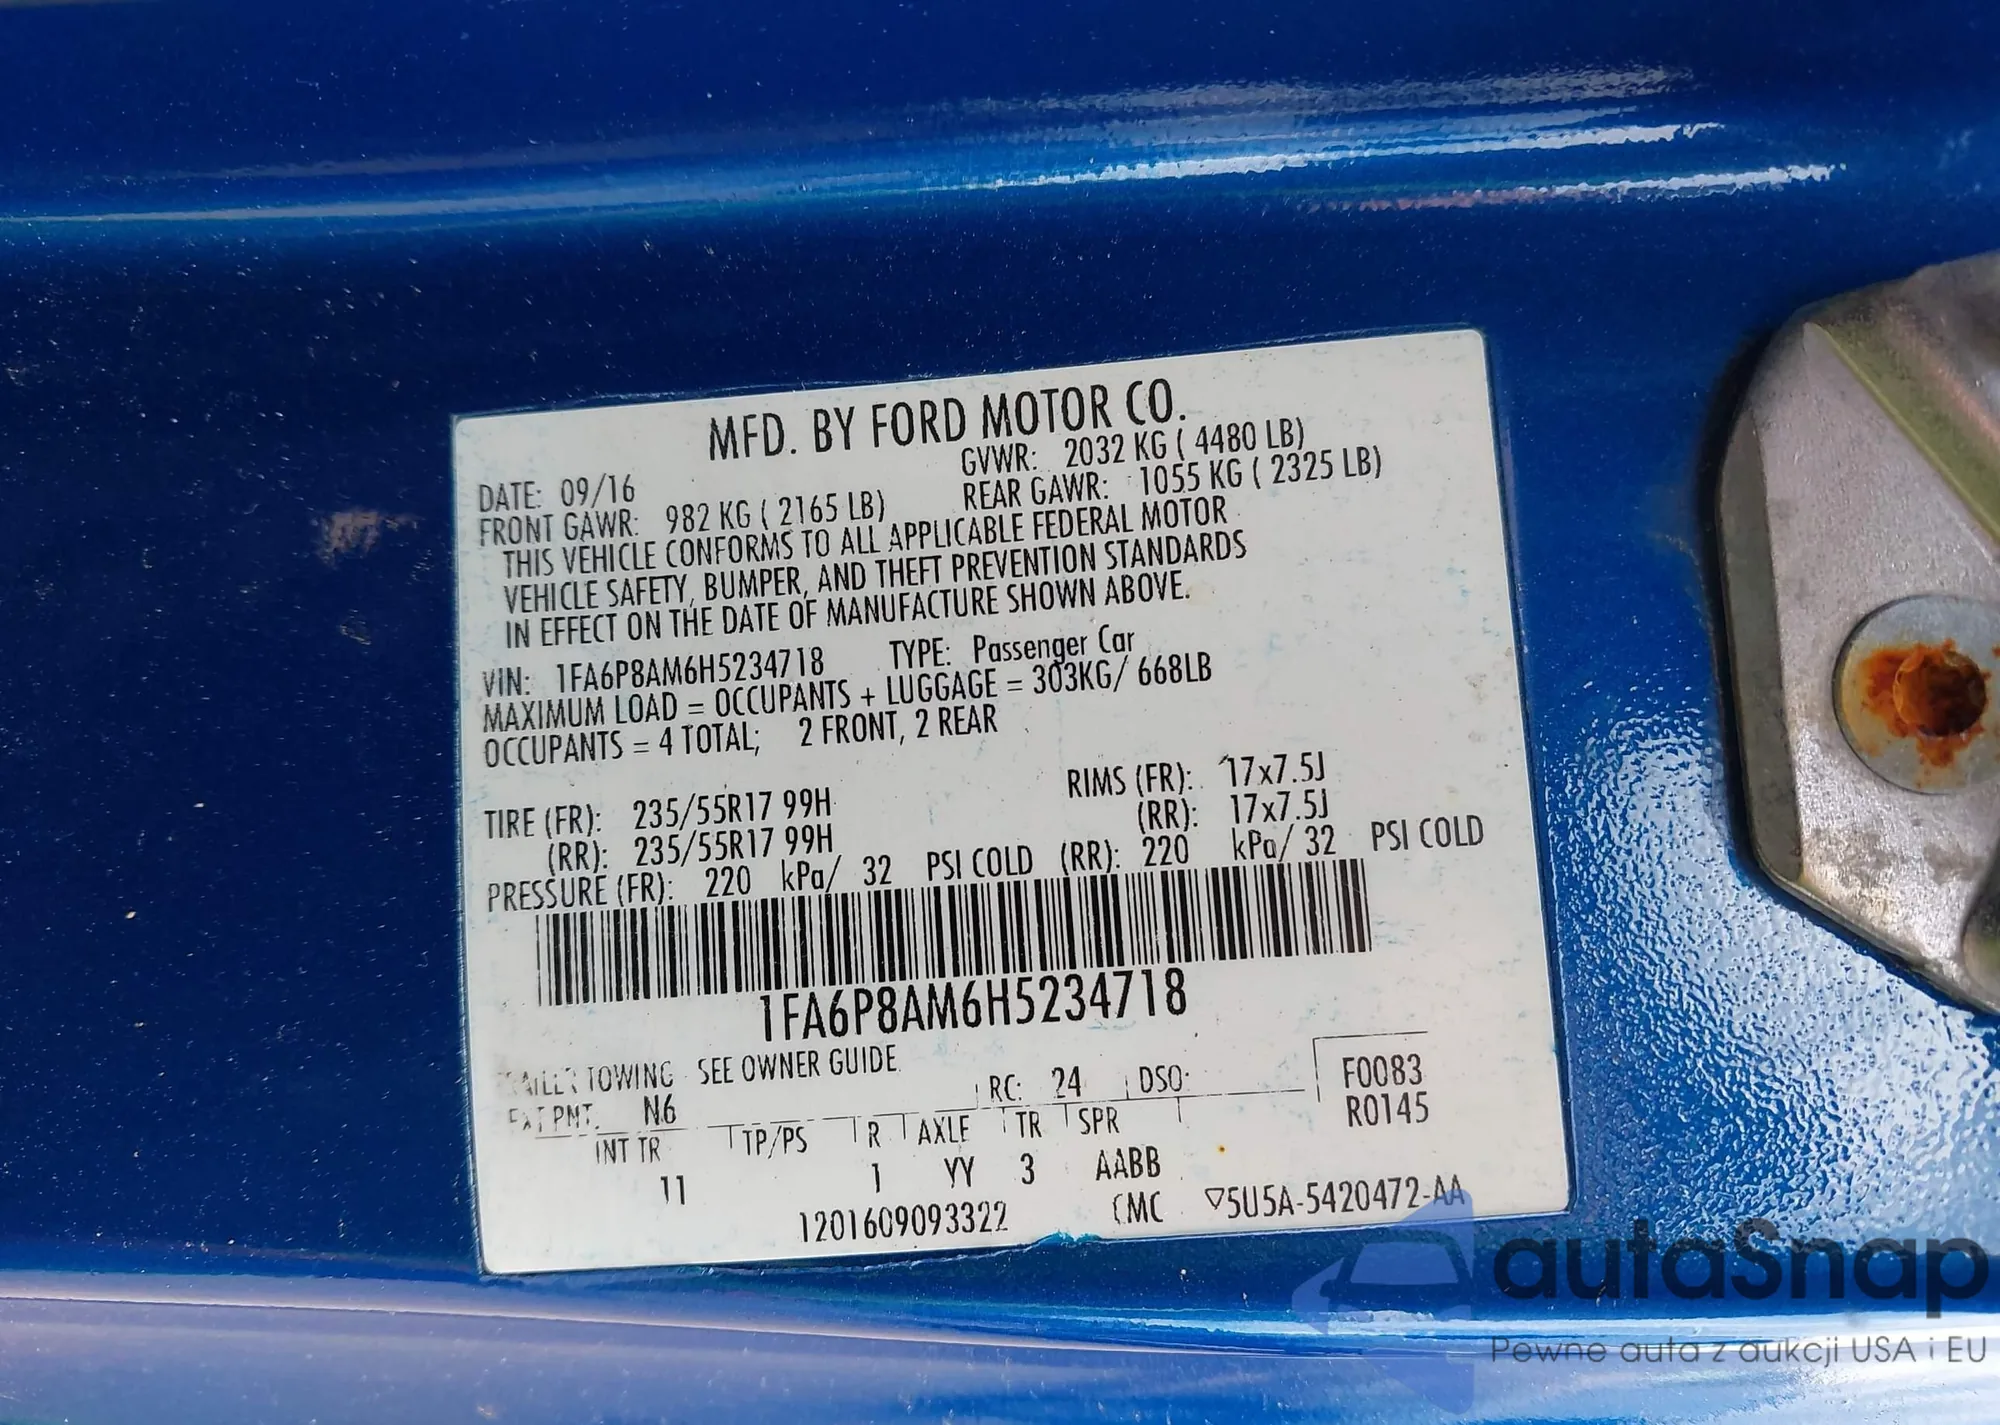 MFD. BY FORD MOTOR CO.
DATE: 09/16 GVWR: 2032 KG ( 4480 LB)
FRONT GAWR: 982 KG ( 2165 LB) REAR GAWR: 1055 KG ( 2325 LB)
THIS VEHICLE CONFORMS TO ALL APPLICABLE FEDERAL MOTOR
VEHICLE SAFETY, BUMPER, AND THEFT PREVENTION STANDARDS
IN EFFECT ON THE DATE OF MANUFACTURE SHOWN ABOVE.
VIN: 1FA6P8AM6H5234718 TYPE: Passenger Car
MAXIMUM LOAD = OCCUPANTS + LUGGAGE = 303KG/ 668LB
OCCUPANTS = 4 TOTAL; 2 FRONT, 2 REAR
TIRE (FR): 235/55R17 99H RIMS (FR): 17x7.5J
(RR): 235/55R17 99H (RR): 17x7.5J
PRESSURE (FR): 220 kPa/ 32 PSI COLD (RR): 220 kPa/ 32 PSI COLD
1FA6P8AM6H5234718
TOWING - SEE OWNER GUIDE
EXT PNT: N6 RC: 24 DSO: F0083
R0145
INT TR TP/PS R AXLE TR SPR
11 1 YY 3 AABB
1201609093322 CMC ▽5U5A-5420472-AA
autaSnap
Pewne auta z aukcji USA i EU